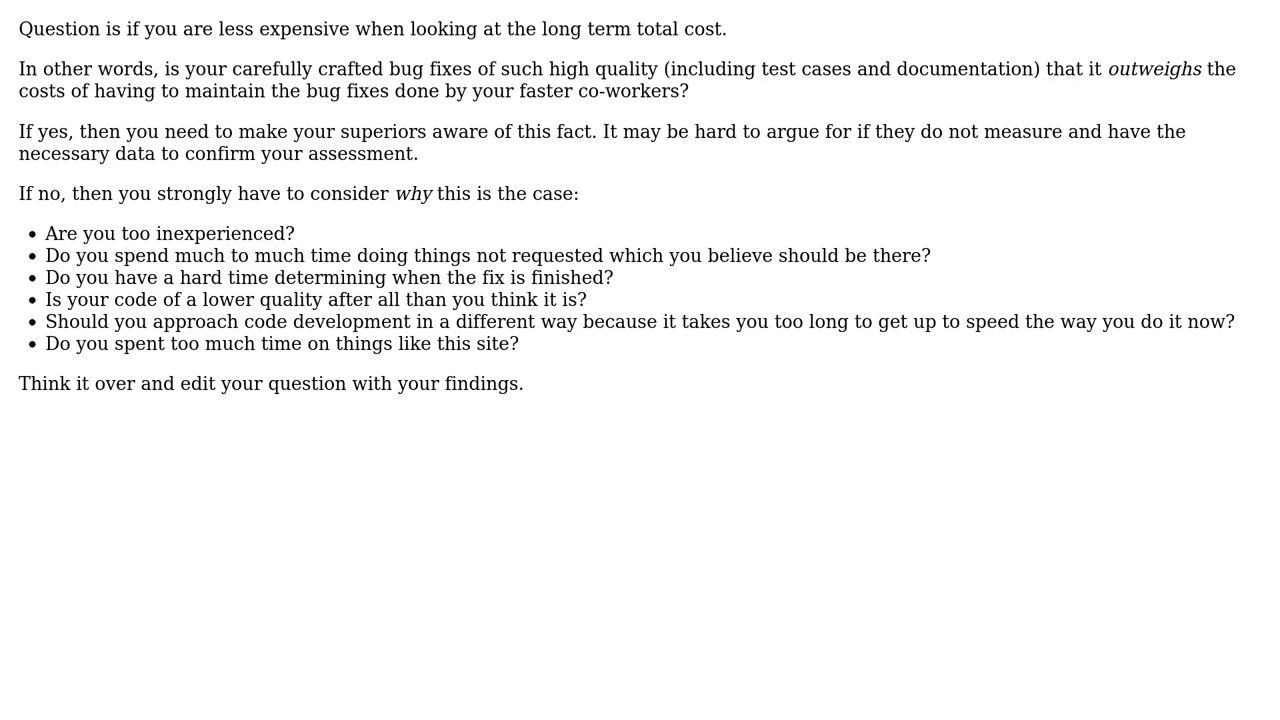 Question is if you are less expensive when looking at the long term total cost.
In other words, is your carefully crafted bug fixes of such high quality (including test cases and documentation) that it outweighs the
costs of having to maintain the bug fixes done by your faster co-workers?
If yes, then you need to make your superiors aware of this fact. It may be hard to argue for if they do not measure and have the
necessary data to confirm your assessment.
If no, then you strongly have to consider why this is the case:
• Are you too inexperienced?
• Do you spend much to much time doing things not requested which you believe should be there?
• Do you have a hard time determining when the fix is finished?
• Is your code of a lower quality after all than you think it is?
• Should you approach code development in a different way because it takes you too long to get up to speed the way you do it now?
• Do you spent too much time on things like this site?
Think it over and edit your question with your findings.